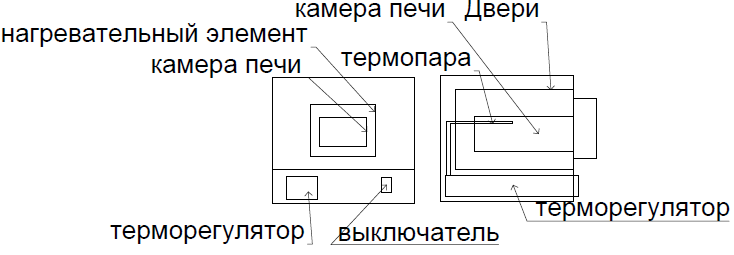 камера печи Двери
нагревательный элемент
камера печи термопара
терморегулятор
терморегулятор выключатель